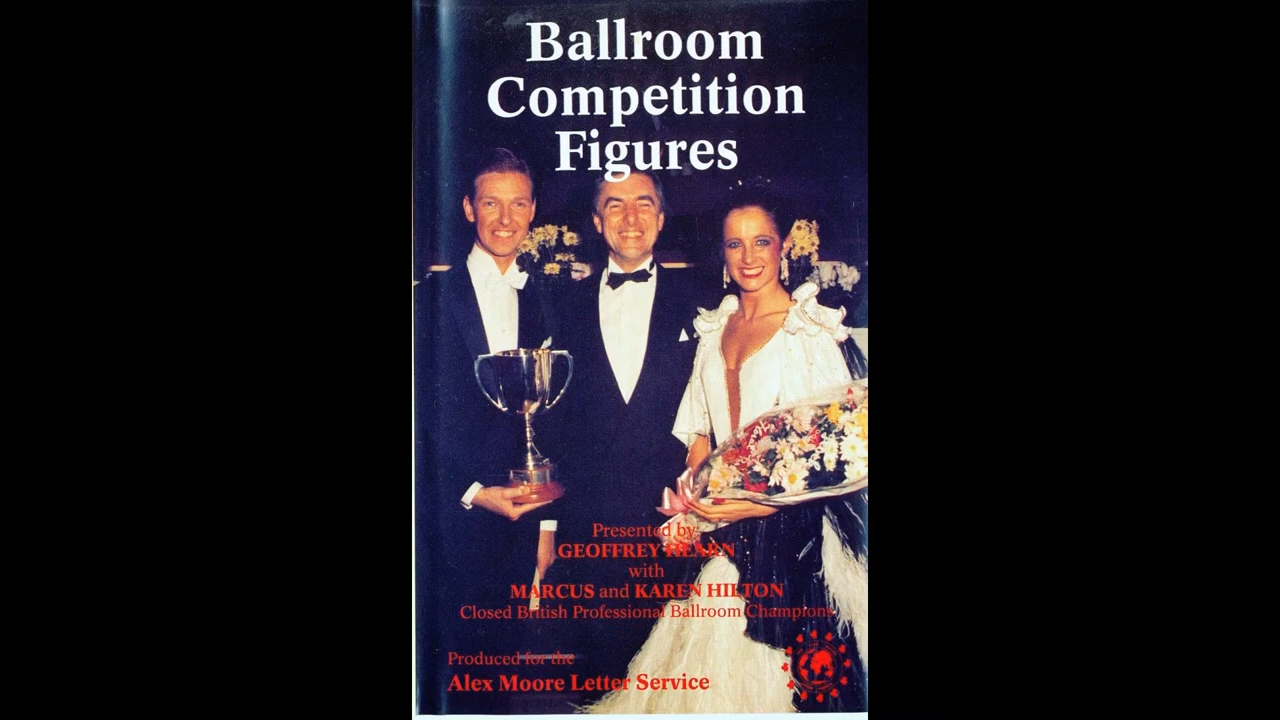 Ballroom
Competition
Figures
Presented by
GEOFFREY HEARN
with
MARCUS and KAREN HILTON
Closed British Professional Ballroom Champions
Produced for the
Alex Moore Letter Service